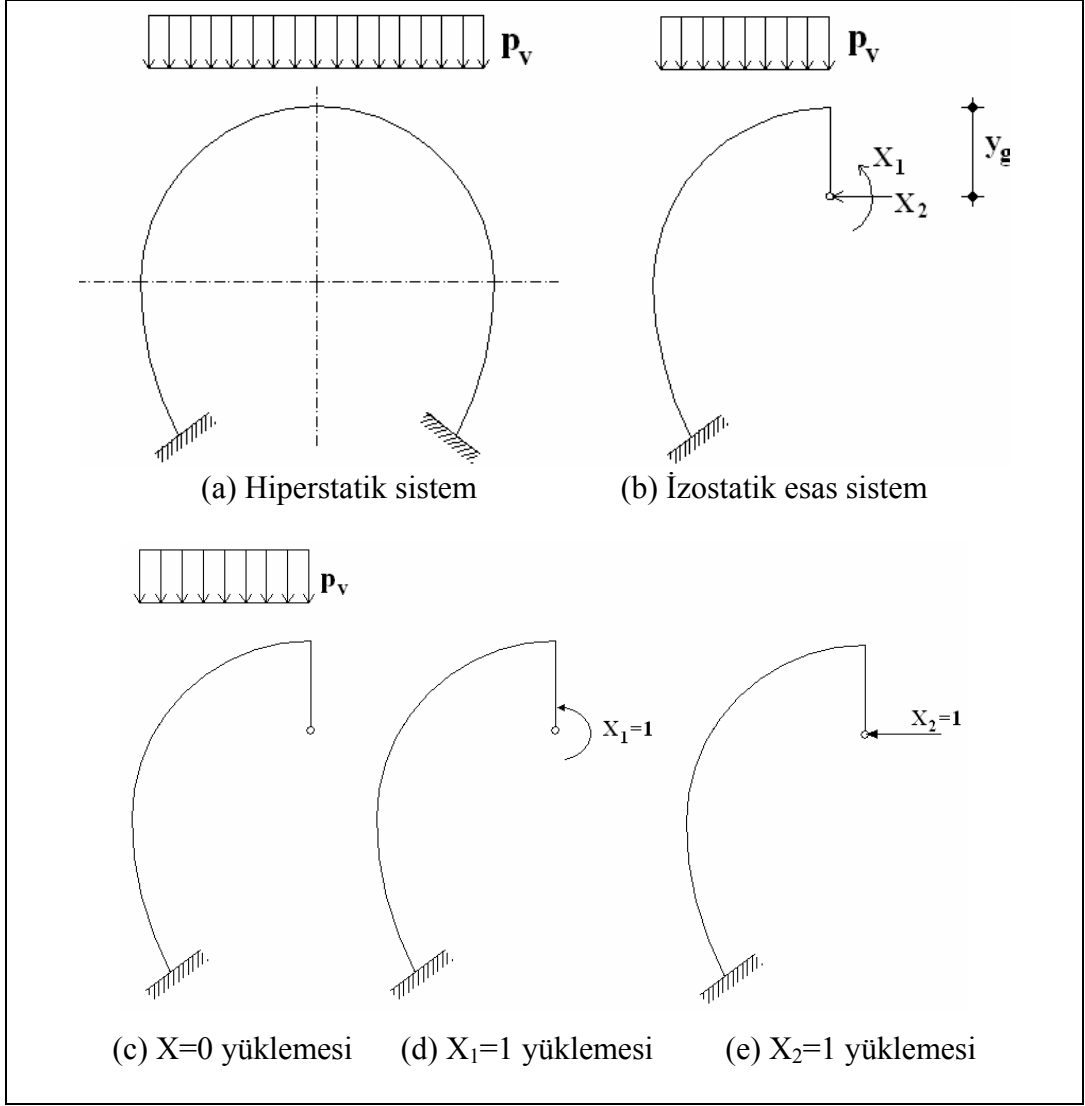 p_v
p_v
y_g
X_1
X_2
(a) Hiperstatik sistem
(b) İzostatik esas sistem
p_v
X_1=1
X_2=1
(c) X=0 yüklemesi
(d) X_1=1 yüklemesi
(e) X_2=1 yüklemesi